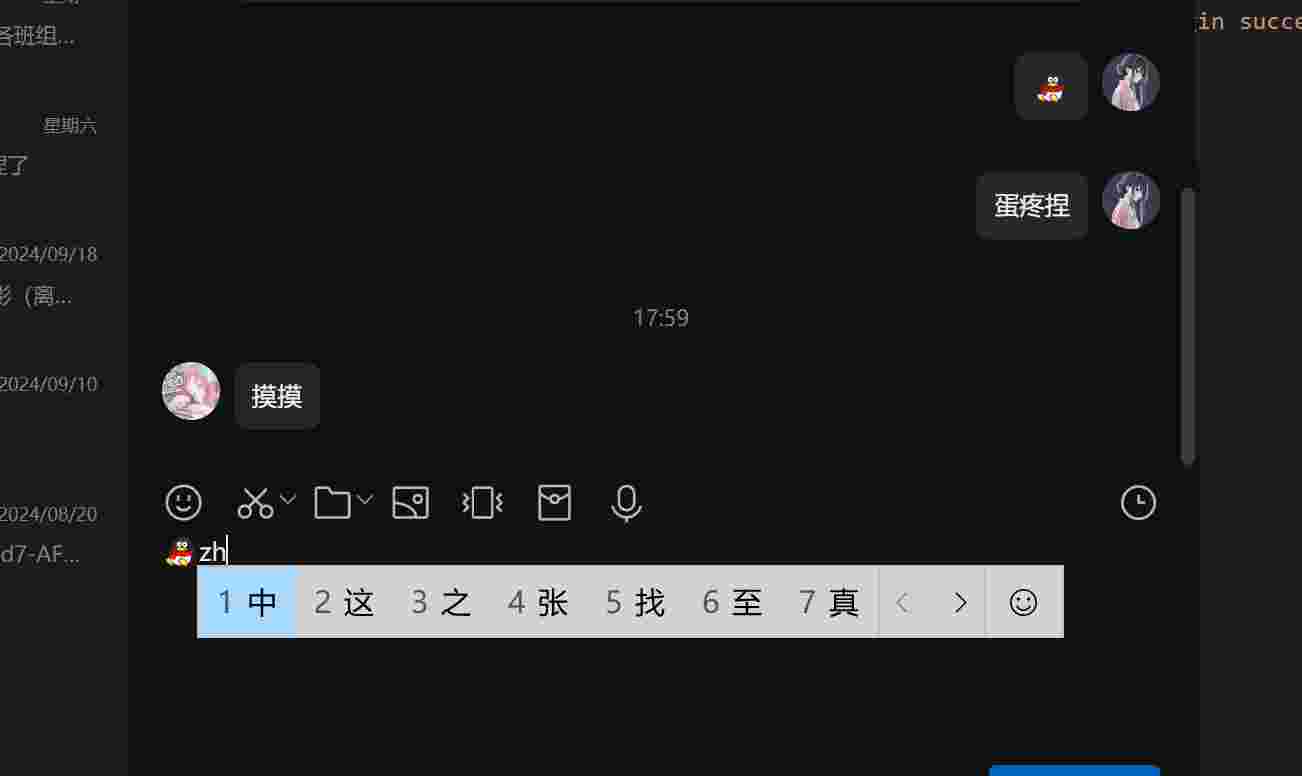 各班组...
星期六
捏了
2024/09/18
影（离...
2024/09/10
2024/08/20
d7-AF...
in succe
蛋疼捏
17:59
摸摸
zh
1 中 2 这 3 之 4 张 5 找 6 至 7 真